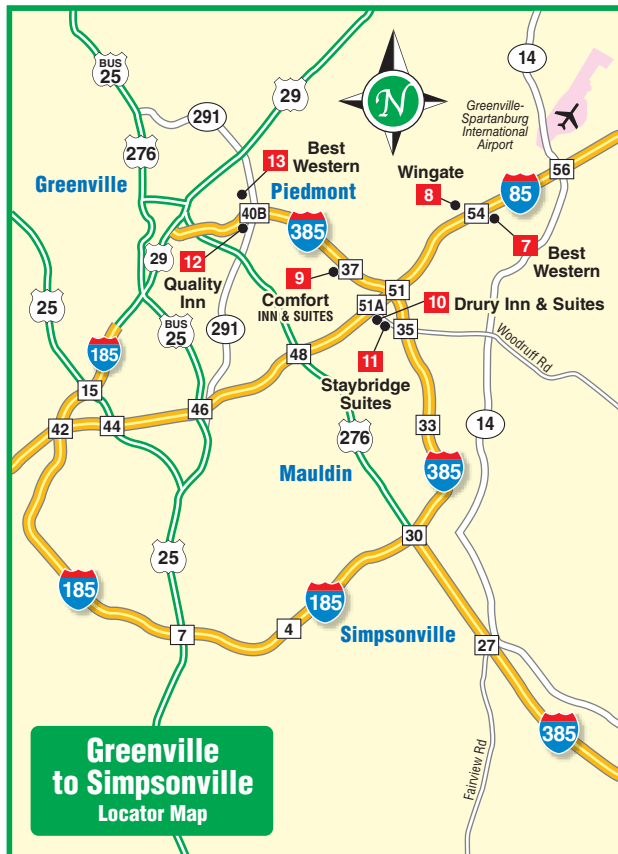 BUS
25
29
N
14
291
276
Greenville-
Spartanburg
International
Airport
56
13
Best
Western
Greenville
Piedmont
Wingate
8
85
54
40B
385
7
Best
Western
29
12
Quality
Inn
37
9
Comfort
INN & SUITES
51
51A
10
Drury Inn & Suites
25
BUS
25
291
35
Woodruff Rd
185
48
11
Staybridge
Suites
15
46
42
44
33
14
276
Mauldin
385
25
30
185
185
7
4
Simpsonville
27
385
Fairview Rd
Greenville
to Simpsonville
Locator Map